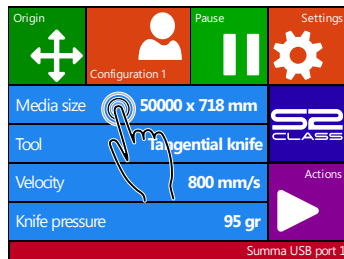 Origin
Configuration 1
Pause
Settings
Media size 50000 x 718 mm
Tool Tangential knife
S2
CLASS
Velocity 800 mm/s
Actions
Knife pressure 95 gr
Summa USB port 1